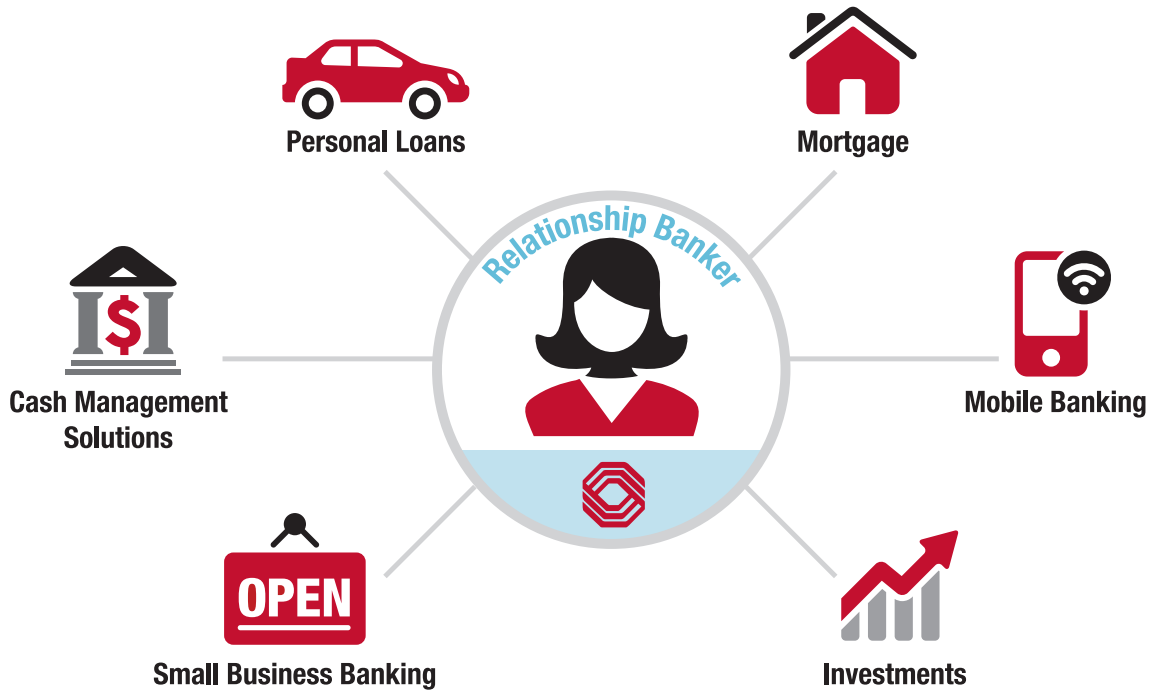 Personal Loans
Mortgage
Relationship Banker
$
Cash Management
Solutions
Mobile Banking
OPEN
Small Business Banking
Investments